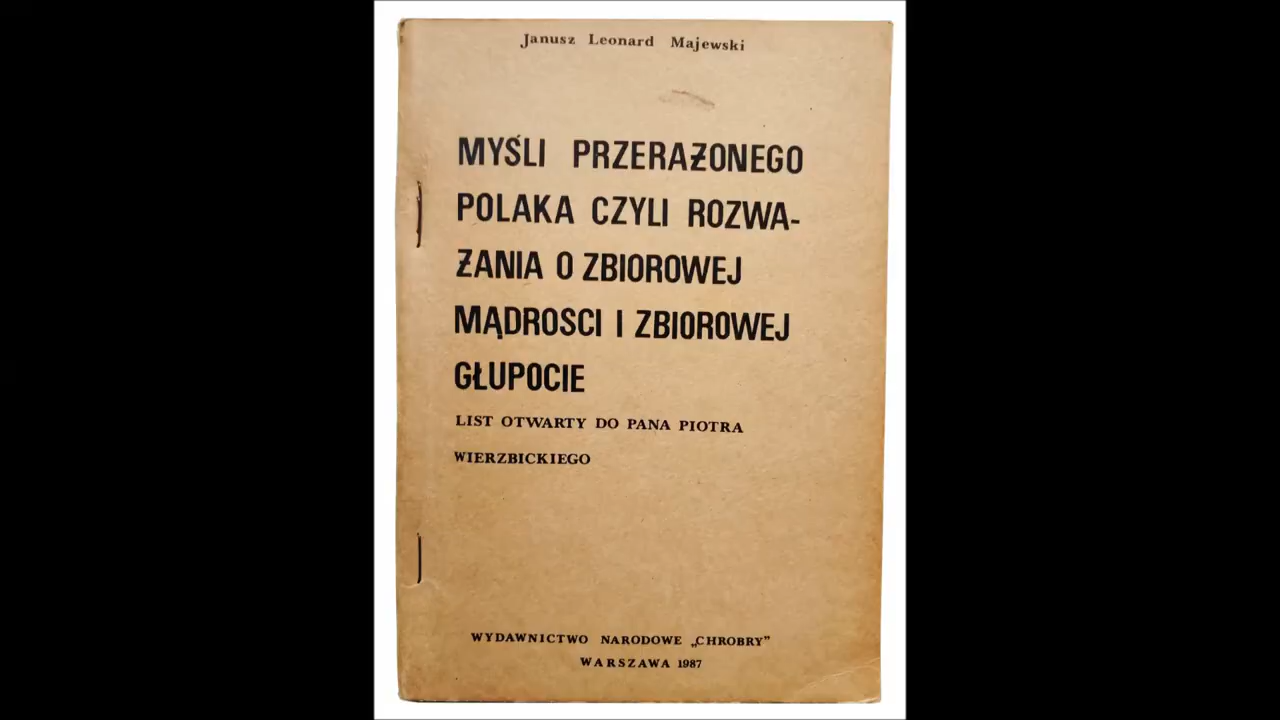 Janusz Leonard Majewski
MYŚLI PRZERAŻONEGO
POLAKA CZYLI ROZWA-
ŻANIA O ZBIOROWEJ
MĄDROSCI I ZBIOROWEJ
GŁUPOCIE
LIST OTWARTY DO PANA PIOTRA
WIERZBICKIEGO
WYDAWNICTWO NARODOWE „CHROBRY”
WARSZAWA 1987